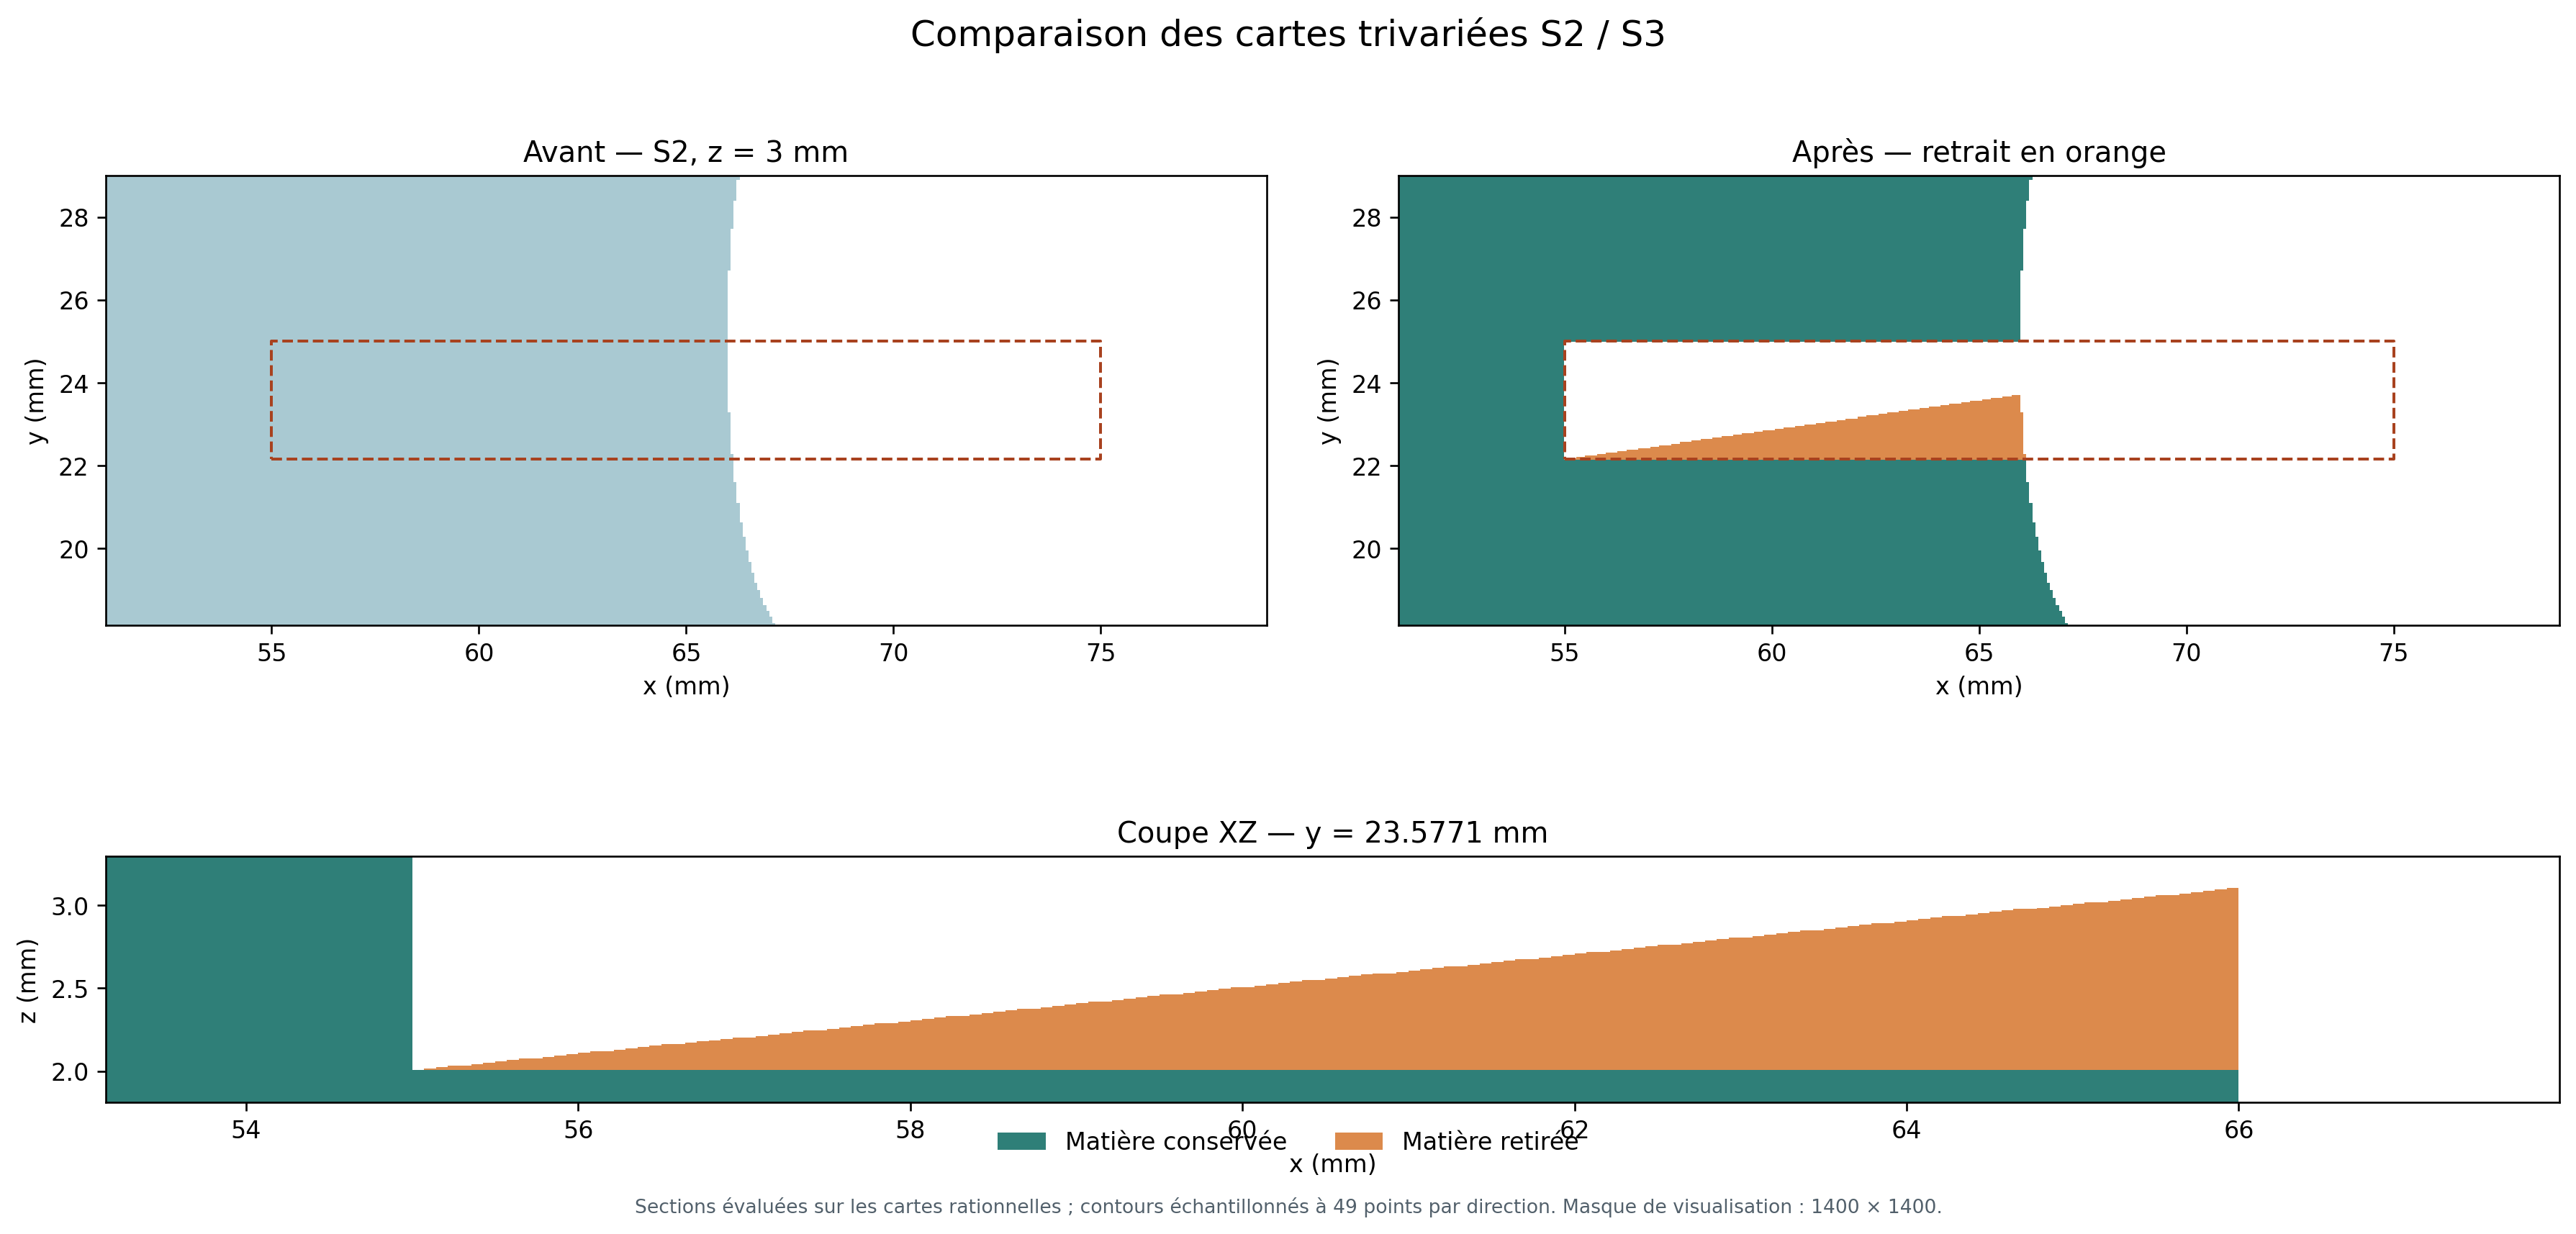 Comparaison des cartes trivariées S2 / S3
Avant — S2, z = 3 mm
Après — retrait en orange
28
26
24
22
20
y (mm)
55 60 65 70 75
x (mm)
28
26
24
22
20
y (mm)
55 60 65 70 75
x (mm)
Coupe XZ — y = 23.5771 mm
3.0
2.5
2.0
z (mm)
54 56 58 60 62 64 66
Matière conservée Matière retirée
x (mm)
Sections évaluées sur les cartes rationnelles ; contours échantillonnés à 49 points par direction. Masque de visualisation : 1400 × 1400.